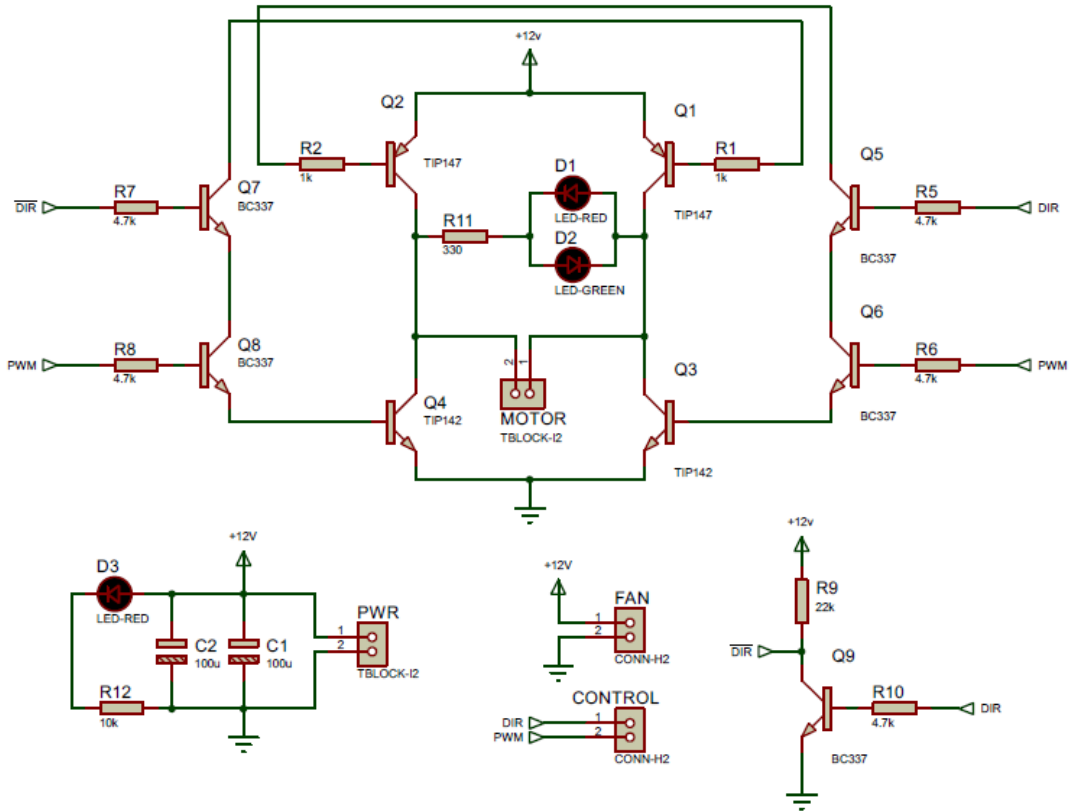 +12v
Q2
Q1
R2
1k
TIP147
D1
LED-RED
R1
1k
TIP147
Q5
R7
4.7k
DIR
Q7
BC337
R11
330
D2
LED-GREEN
R5
4.7k
DIR
BC337
Q6
R8
4.7k
PWM
Q8
BC337
2
1
Q3
R6
4.7k
PWM
BC337
Q4
TIP142
MOTOR
TBLOCK-I2
TIP142
+12V
D3
LED-RED
C2
100u
C1
100u
PWR
1
2
TBLOCK-I2
R12
10k
+12V
FAN
1
2
CONN-H2
CONTROL
DIR
1
PWM
2
CONN-H2
+12v
R9
22k
DIR
Q9
R10
4.7k
DIR
BC337